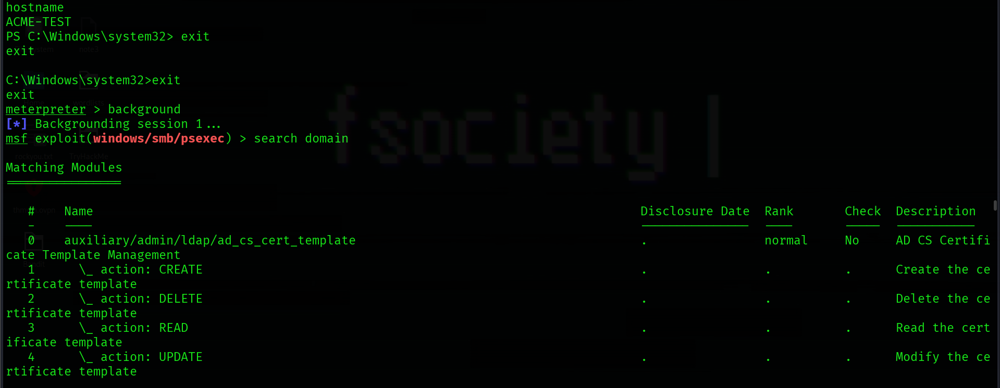 hostname
ACME-TEST
PS C:\Windows\system32> exit
exit
C:\Windows\system32>exit
exit
meterpreter > background
[*] Backgrounding session 1...
msf exploit(windows/smb/psexec) > search domain
Matching Modules
================
# Name Disclosure Date Rank Check Description
- ---- --------------- ---- ----- -----------
0 auxiliary/admin/ldap/ad_cs_cert_template . normal No AD CS Certifi
cate Template Management
1 \_ action: CREATE . . . Create the ce
rtificate template
2 \_ action: DELETE . . . Delete the ce
rtificate template
3 \_ action: READ . . . Read the cert
ificate template
4 \_ action: UPDATE . . . Modify the ce
rtificate template
fsociety|
note3
rockyou.txt TryHackMe